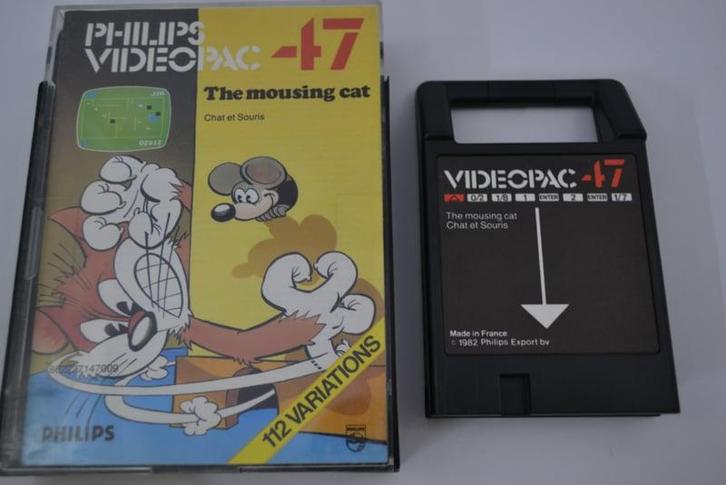 PHILIPS
VIDEOPAC 47
The mousing cat
Chat et Souris
112 VARIATIONS
PHILIPS
PHILIPS
VIDEOPAC 47
0/2 1/8 1 ENTER 2 ENTER 1/7
The mousing cat
Chat et Souris
Made in France
© 1982 Philips Export bv